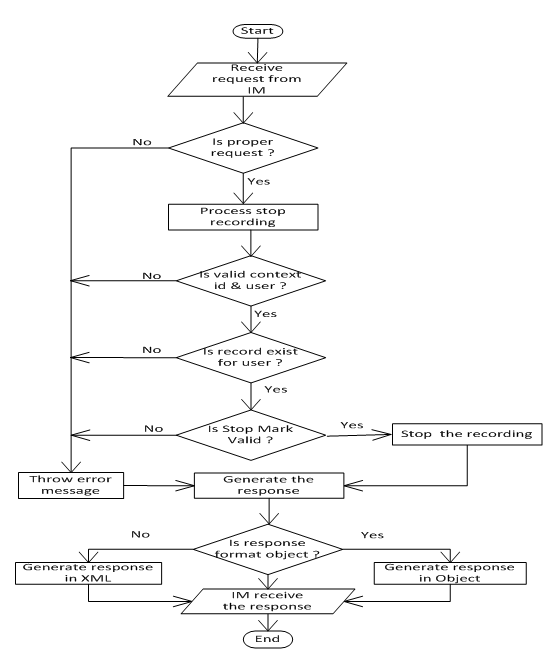 Start
Receive
request from
IM
Is proper
request ?
No
Yes
Process stop
recording
Is valid context
id & user ?
No
Yes
Is record exist
for user ?
No
Yes
Is Stop Mark
Valid ?
No
Yes
Stop the recording
Throw error
message
Generate the
response
Is response
format object ?
No
Yes
Generate response
in XML
Generate response
in Object
IM receive
the response
End